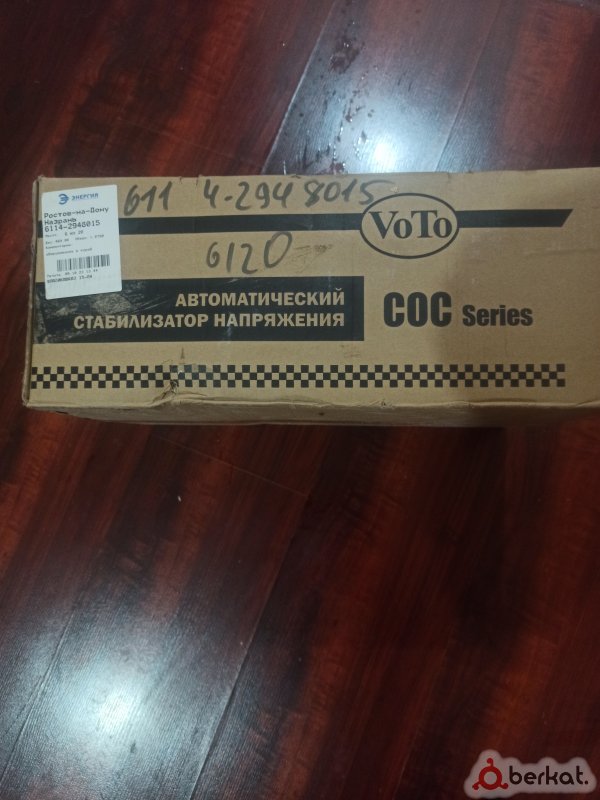 ЭНЕРГИЯ
Ростов-на-Дону
Назрань
6114-2948015
611 4-2948015
6120
VoTo
АВТОМАТИЧЕСКИЙ
СТАБИЛИЗАТОР НАПРЯЖЕНИЯ
COC Series
berkat.